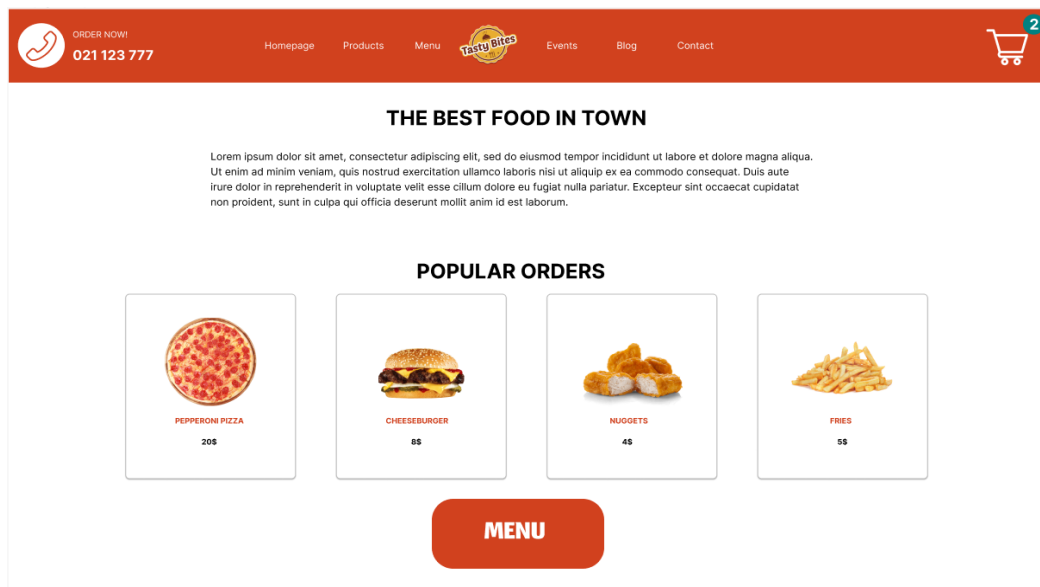 ORDER NOW!
021 123 777
Homepage
Products
Menu
Tasty Bites
Events
Blog
Contact
2
THE BEST FOOD IN TOWN
Lorem ipsum dolor sit amet, consectetur adipiscing elit, sed do eiusmod tempor incididunt ut labore et dolore magna aliqua.
Ut enim ad minim veniam, quis nostrud exercitation ullamco laboris nisi ut aliquip ex ea commodo consequat. Duis aute
irure dolor in reprehenderit in voluptate velit esse cillum dolore eu fugiat nulla pariatur. Excepteur sint occaecat cupidatat
non proident, sunt in culpa qui officia deserunt mollit anim id est laborum.
POPULAR ORDERS
PEPPERONI PIZZA
20$
CHEESEBURGER
8$
NUGGETS
4$
FRIES
5$
MENU